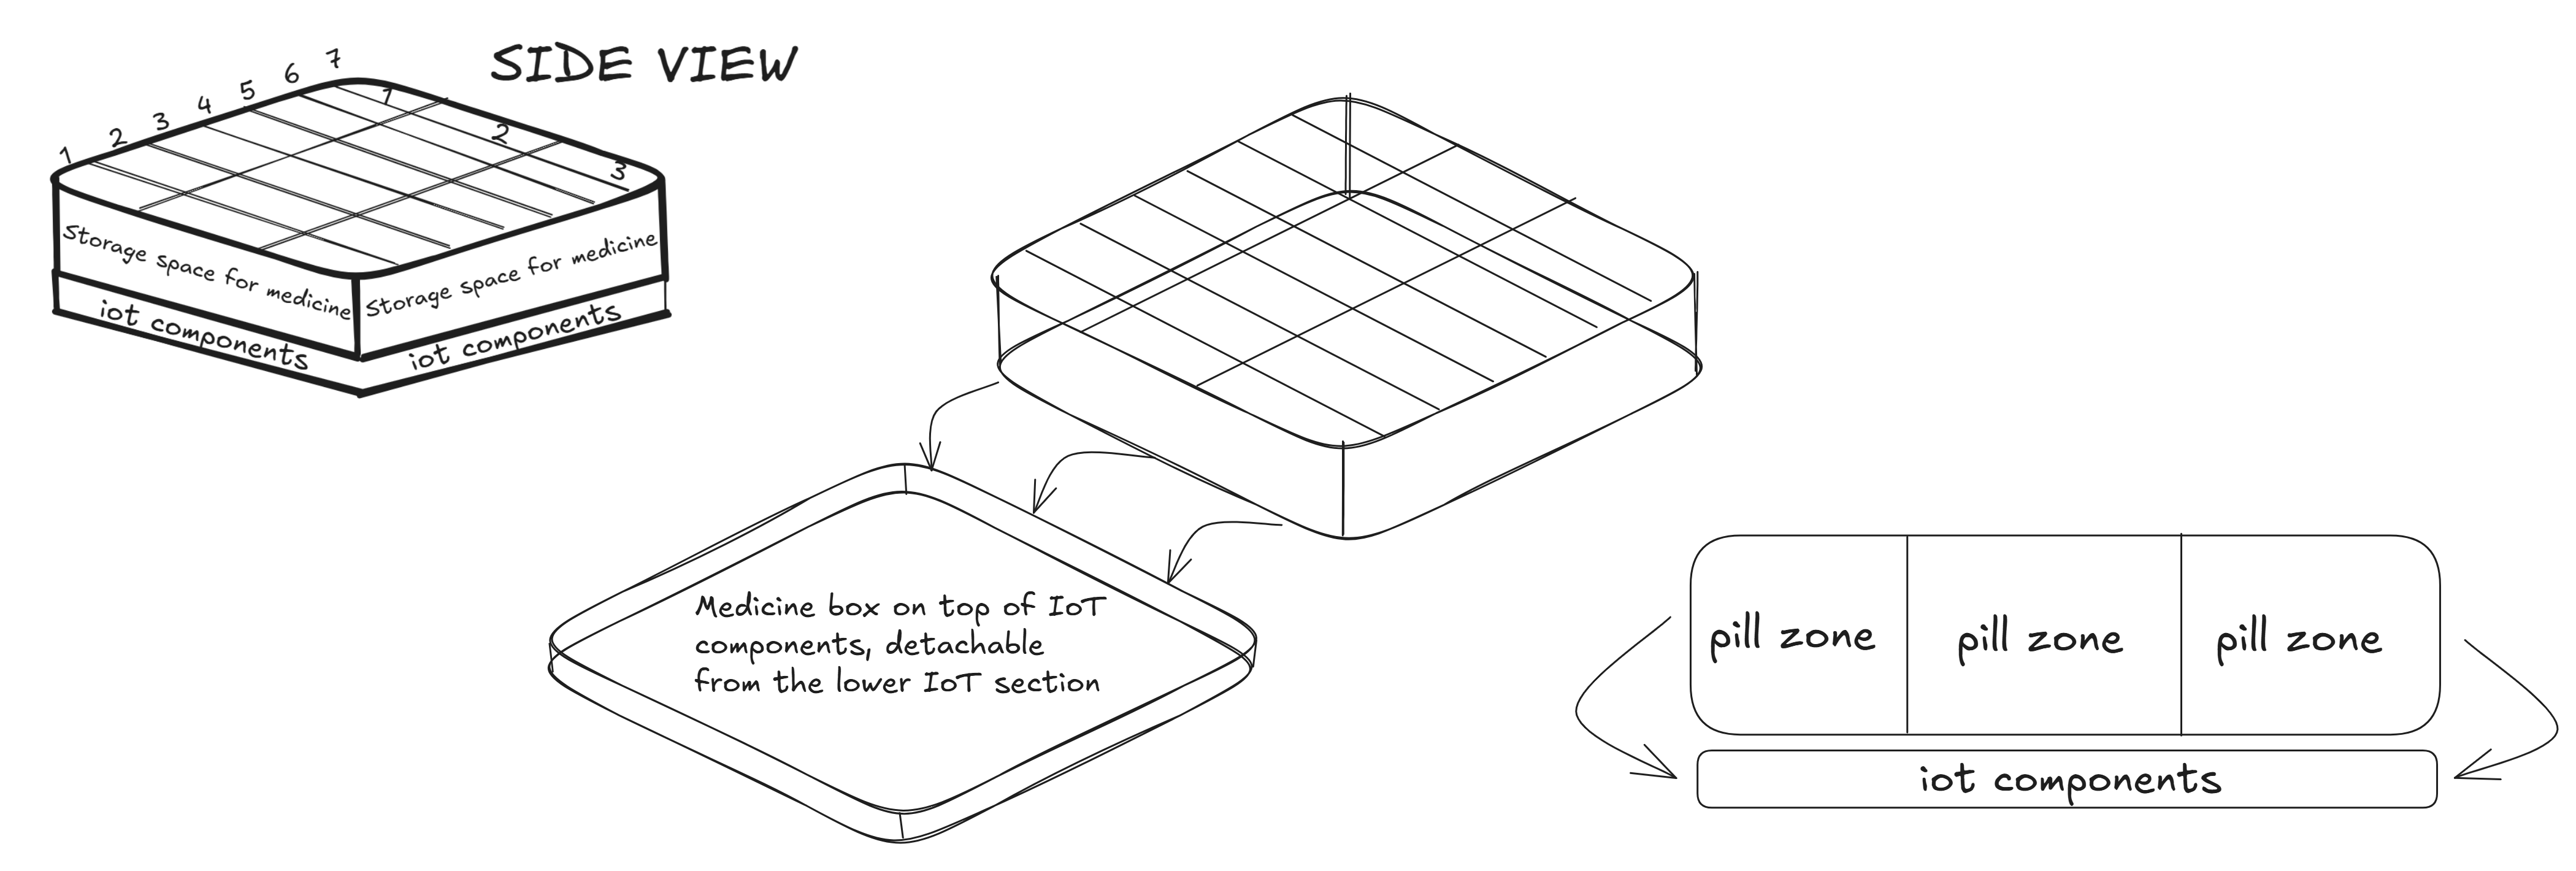 SIDE VIEW
1 2 3 4 5 6 7
1
2
3
Storage space for medicine
Storage space for medicine
iot components
iot components
Medicine box on top of IoT
components, detachable
from the lower IoT section
pill zone
pill zone
pill zone
iot components